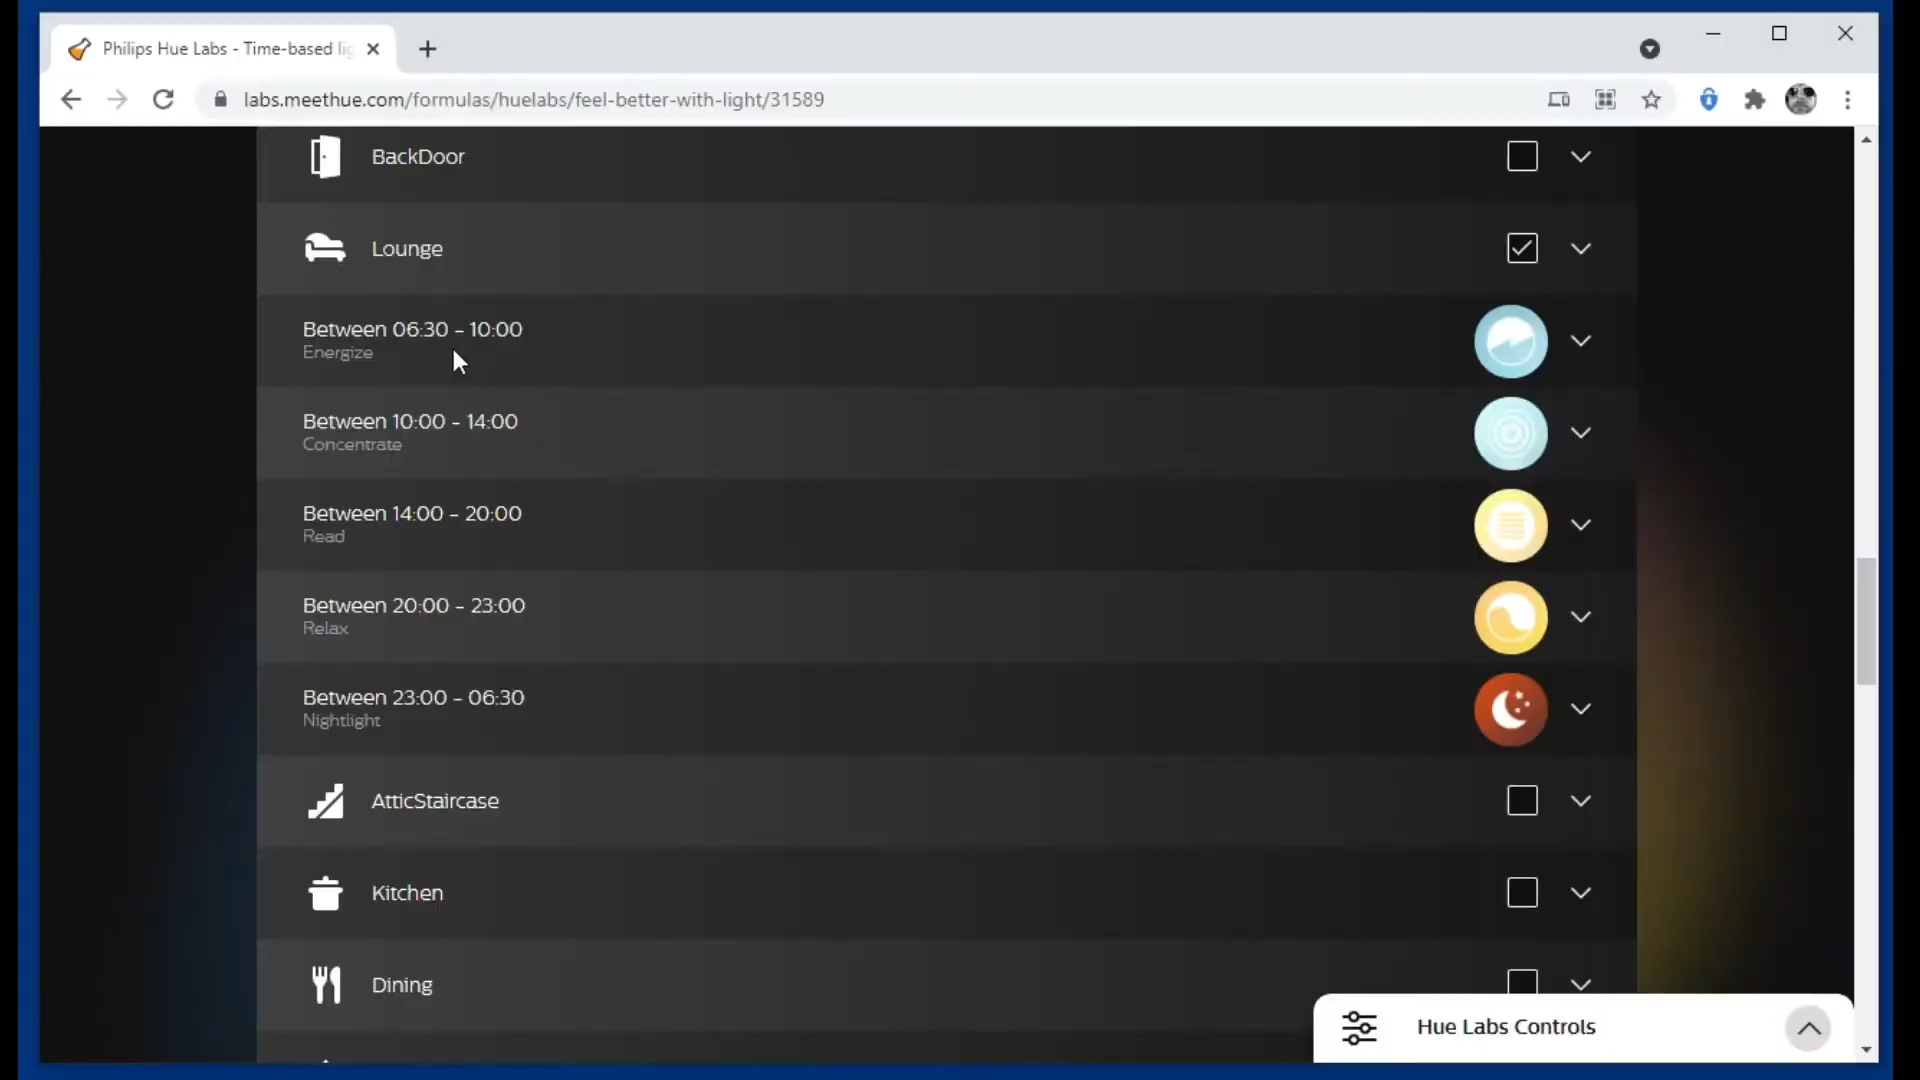 Philips Hue Labs - Time-based lig
labs.meethue.com/formulas/huelabs/feel-better-with-light/31589
BackDoor
Lounge
Between 06:30 - 10:00
Energize
Between 10:00 - 14:00
Concentrate
Between 14:00 - 20:00
Read
Between 20:00 - 23:00
Relax
Between 23:00 - 06:30
Nightlight
AtticStaircase
Kitchen
Dining
Hue Labs Controls